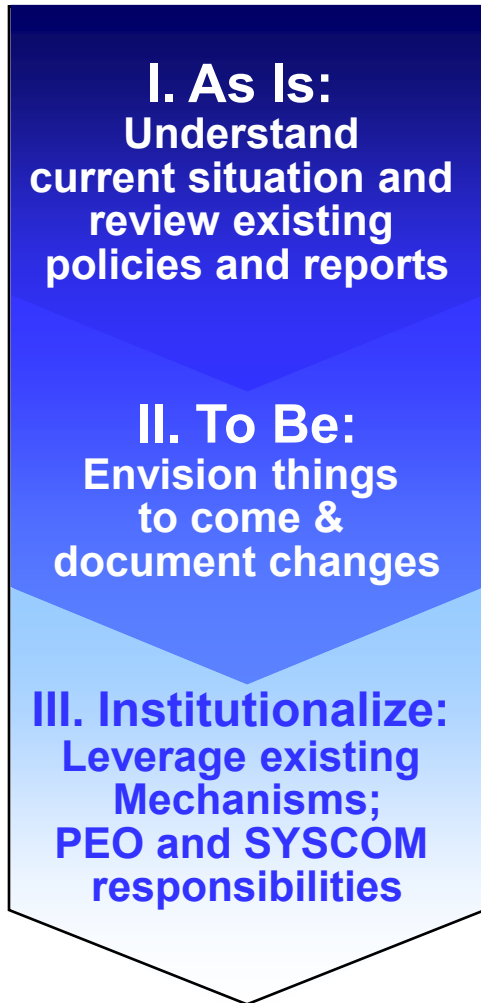 I. As Is:
Understand
current situation and
review existing
policies and reports
II. To Be:
Envision things
to come &
document changes
III. Institutionalize:
Leverage existing
Mechanisms;
PEO and SYSCOM
responsibilities